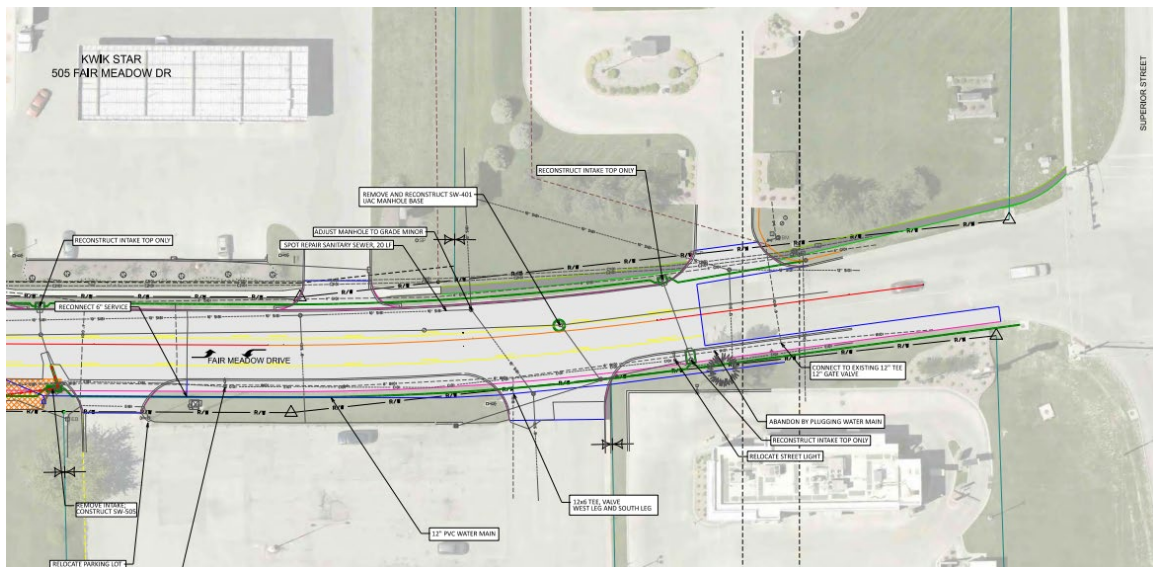 KWIK STAR
505 FAIR MEADOW DR
SUPERIOR STREET
RECONSTRUCT INTAKE TOP ONLY
REMOVE AND RECONSTRUCT SW-401
UAC MANHOLE BASE
ADJUST MANHOLE TO GRADE MINOR
RECONSTRUCT INTAKE TOP ONLY
SPOT REPAIR SANITARY SEWER, 20 LF
RECONNECT 6" SERVICE
FAIR MEADOW DRIVE
CONNECT TO EXISTING 12" TEE
12" GATE VALVE
ABANDON BY PLUGGING WATER MAIN
RECONSTRUCT INTAKE TOP ONLY
RELOCATE STREET LIGHT
REMOVE INTAKE,
CONSTRUCT SW-505
12x6 TEE, VALVE
WEST LEG AND SOUTH LEG
12" PVC WATER MAIN
RELOCATE PARKING LOT
R/W
R/W
R/W
R/W
R/W
R/W
R/W
R/W
R/W
R/W
R/W